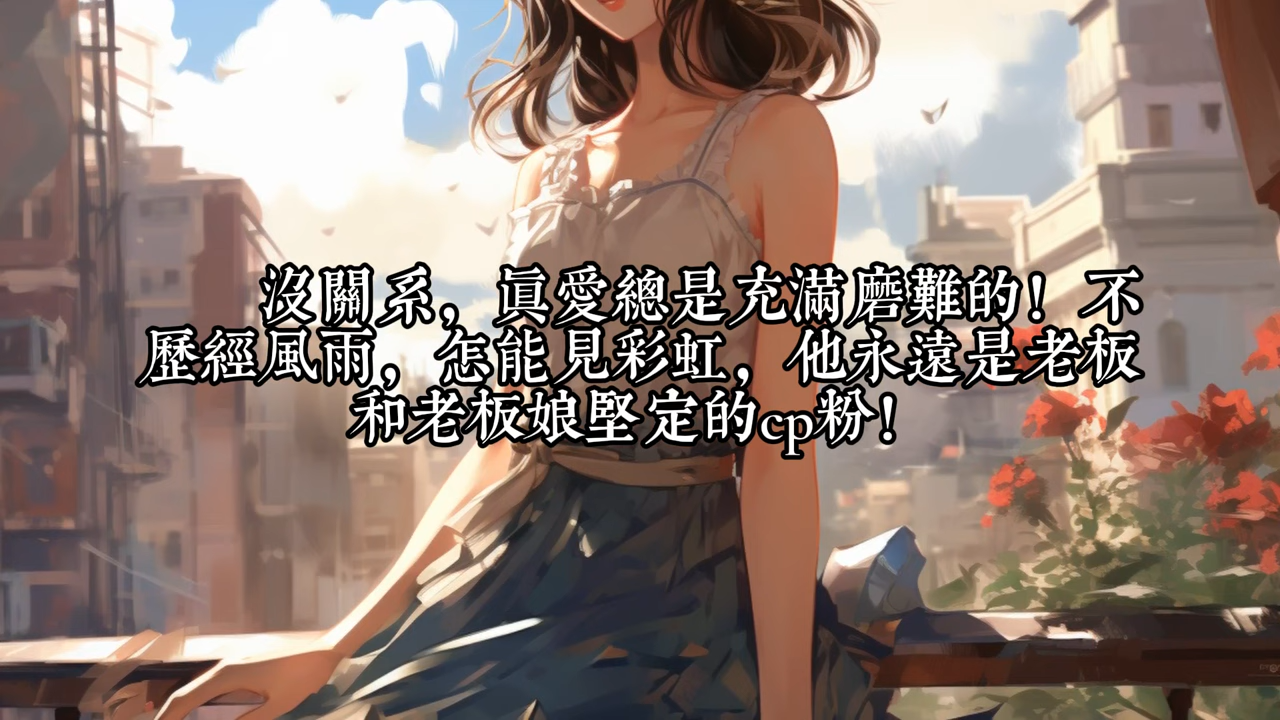 沒關系，眞愛總是充滿磨難的！不
歷經風雨，怎能見彩虹，他永遠是老板
和老板娘堅定的cp粉！